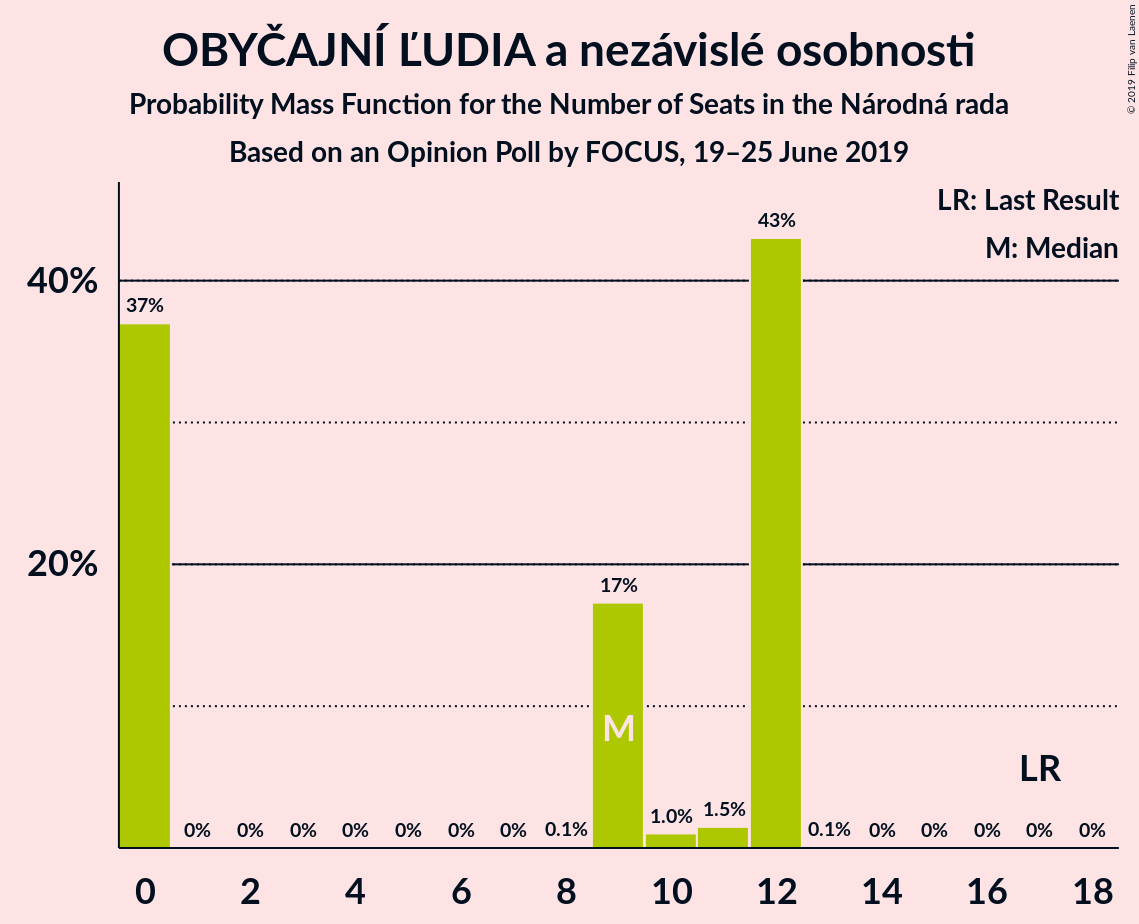 OBYČAJNÍ ĽUDIA a nezávislé osobnosti
Probability Mass Function for the Number of Seats in the Národná rada
Based on an Opinion Poll by FOCUS, 19–25 June 2019
© 2019 Filip van Laenen
LR: Last Result
M: Median
43%
40%
37%
20%
17%
M
LR
0% 0% 0% 0% 0% 0% 0% 0.1% 1.0% 1.5% 0.1% 0% 0% 0% 0% 0%
0 2 4 6 8 10 12 14 16 18